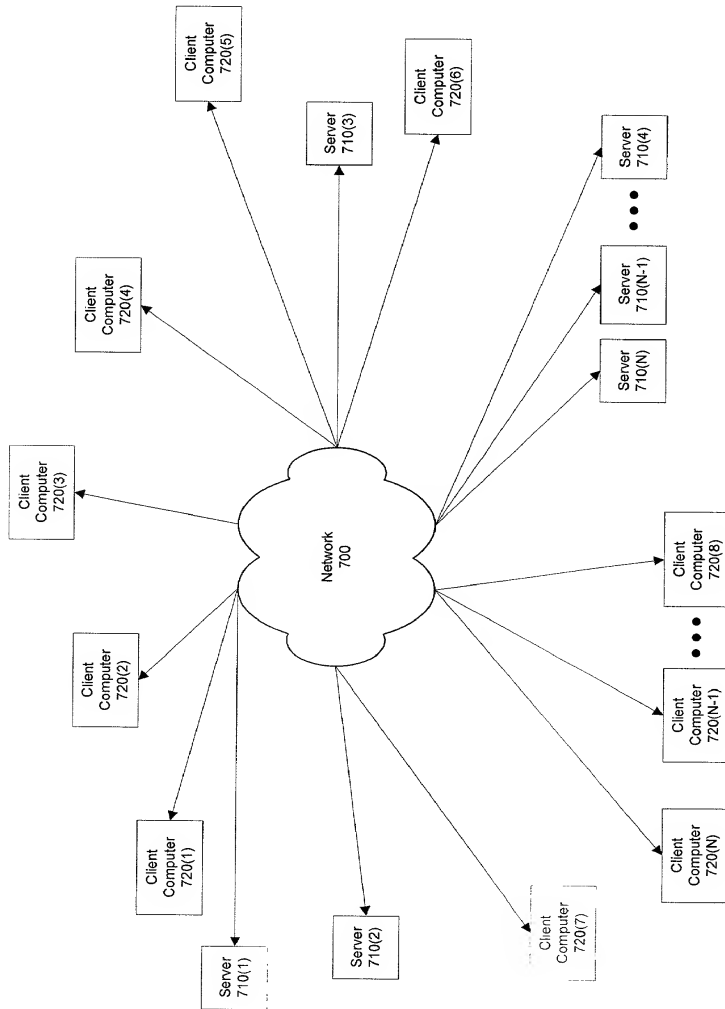 Client
Computer
720(5)
Server
710(3)
Client
Computer
720(6)
Server
710(4)
Client
Computer
720(4)
Server
710(N-1)
Server
710(N)
Client
Computer
720(3)
Network
700
Client
Computer
720(8)
Client
Computer
720(2)
Client
Computer
720(N-1)
Client
Computer
720(1)
Client
Computer
720(N)
Server
710(1)
Server
710(2)
Client
Computer
720(7)